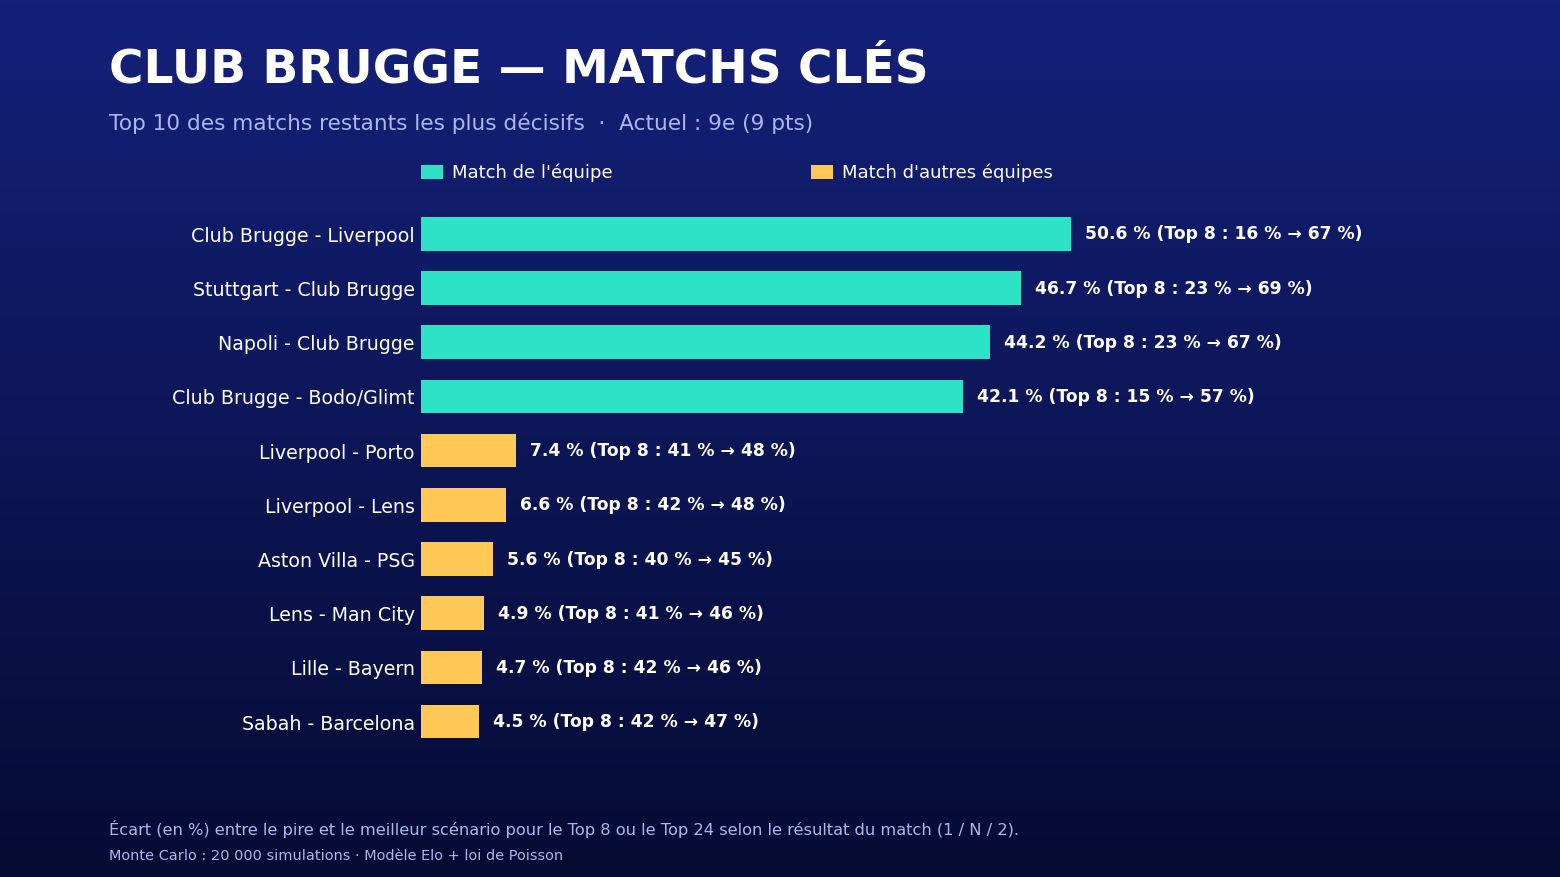 CLUB BRUGGE — MATCHS CLÉS
Top 10 des matchs restants les plus décisifs · Actuel : 9e (9 pts)
Match de l'équipe
Match d'autres équipes
Club Brugge - Liverpool 50.6 % (Top 8 : 16 % → 67 %)
Stuttgart - Club Brugge 46.7 % (Top 8 : 23 % → 69 %)
Napoli - Club Brugge 44.2 % (Top 8 : 23 % → 67 %)
Club Brugge - Bodo/Glimt 42.1 % (Top 8 : 15 % → 57 %)
Liverpool - Porto 7.4 % (Top 8 : 41 % → 48 %)
Liverpool - Lens 6.6 % (Top 8 : 42 % → 48 %)
Aston Villa - PSG 5.6 % (Top 8 : 40 % → 45 %)
Lens - Man City 4.9 % (Top 8 : 41 % → 46 %)
Lille - Bayern 4.7 % (Top 8 : 42 % → 46 %)
Sabah - Barcelona 4.5 % (Top 8 : 42 % → 47 %)
Écart (en %) entre le pire et le meilleur scénario pour le Top 8 ou le Top 24 selon le résultat du match (1 / N / 2).
Monte Carlo : 20 000 simulations · Modèle Elo + loi de Poisson